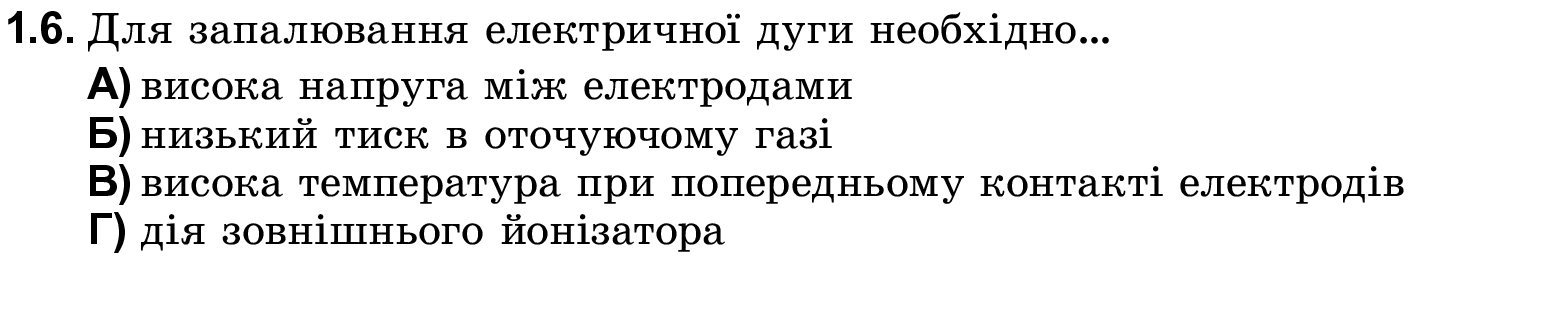 1.6. Для запалювання електричної дуги необхідно...
А) висока напруга між електродами
Б) низький тиск в оточуючому газі
В) висока температура при попередньому контакті електродів
Г) дія зовнішнього йонізатора